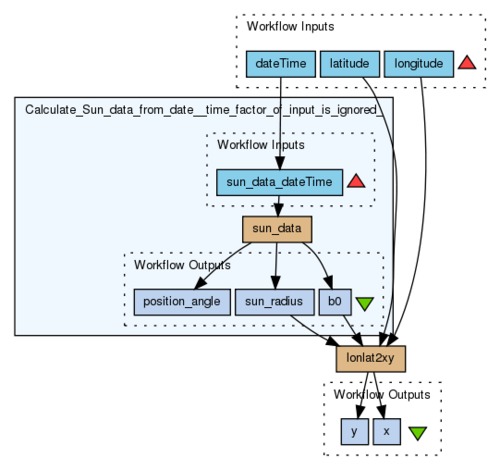 Workflow Inputs
dateTime
latitude
longitude
Calculate_Sun_data_from_date__time_factor_of_input_is_ignored_
Workflow Inputs
sun_data_dateTime
sun_data
Workflow Outputs
position_angle
sun_radius
b0
lonlat2xy
Workflow Outputs
y
x